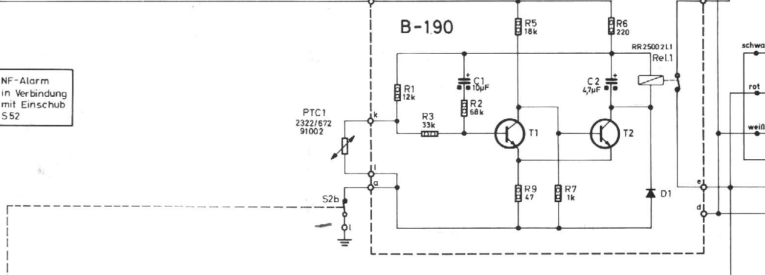 B-190
R5
18k
R6
220
RR25002L1
Rel.1
schwa
NF-Alarm
in Verbindung
mit Einschub
S52
R1
12k
C1
10µF
C2
4,7µF
rot
R2
68k
PTC1
2322/672
91002
k
R3
33k
T1
T2
weiß
i
a
e
S2b
R9
47
R7
1k
D1
d
l